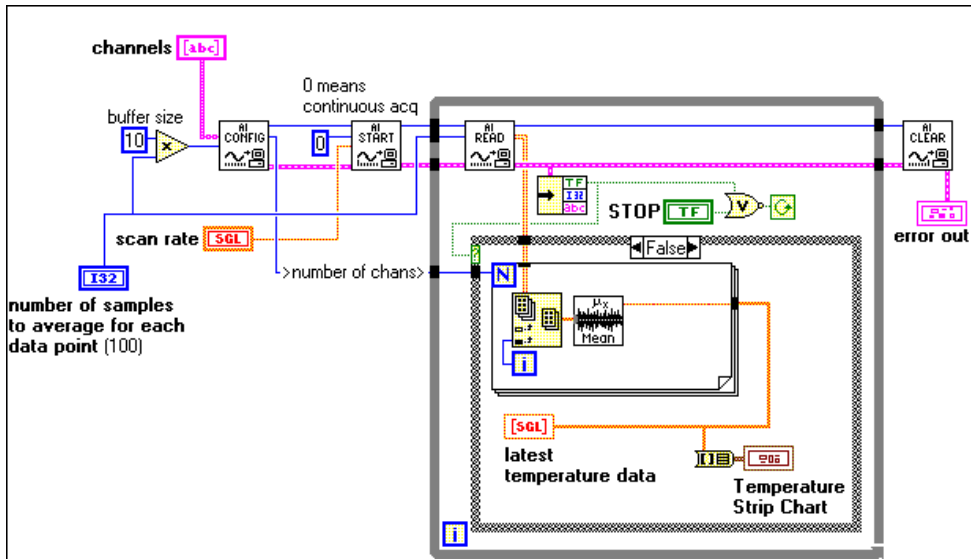 channels [abc]
0 means
continuous acq
buffer size
10 x
AI
CONFIG
0
AI
START
AI
READ
AI
CLEAR
TF
I32
abc
STOP TF
V
error out
scan rate SGL
?
False
>number of chans>
N
I32
number of samples
to average for each
data point (100)
μx
Mean
i
[SGL]
latest
temperature data
Temperature
Strip Chart
i